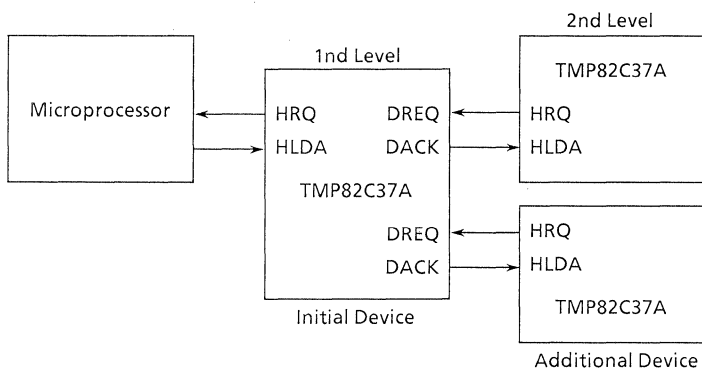 2nd Level
1nd Level
TMP82C37A
Microprocessor
HRQ DREQ
HRQ
HLDA DACK
HLDA
TMP82C37A
DREQ
HRQ
DACK
HLDA
TMP82C37A
Initial Device
Additional Device